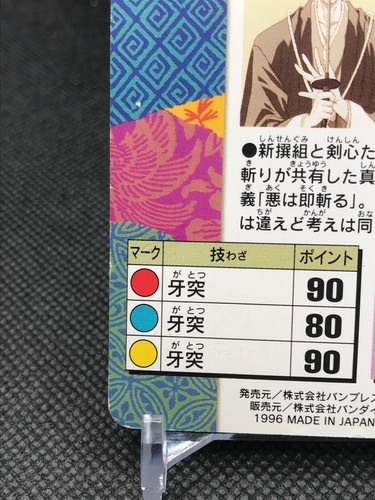 ●新撰組と剣心た
斬りが共有した真
義「悪は即斬る」。
は違えど考えは同
マーク 技わざ ポイント
牙突 90
牙突 80
牙突 90
発売元／株式会社バンプレス
販売元／株式会社バンダイ
1996 MADE IN JAPAN